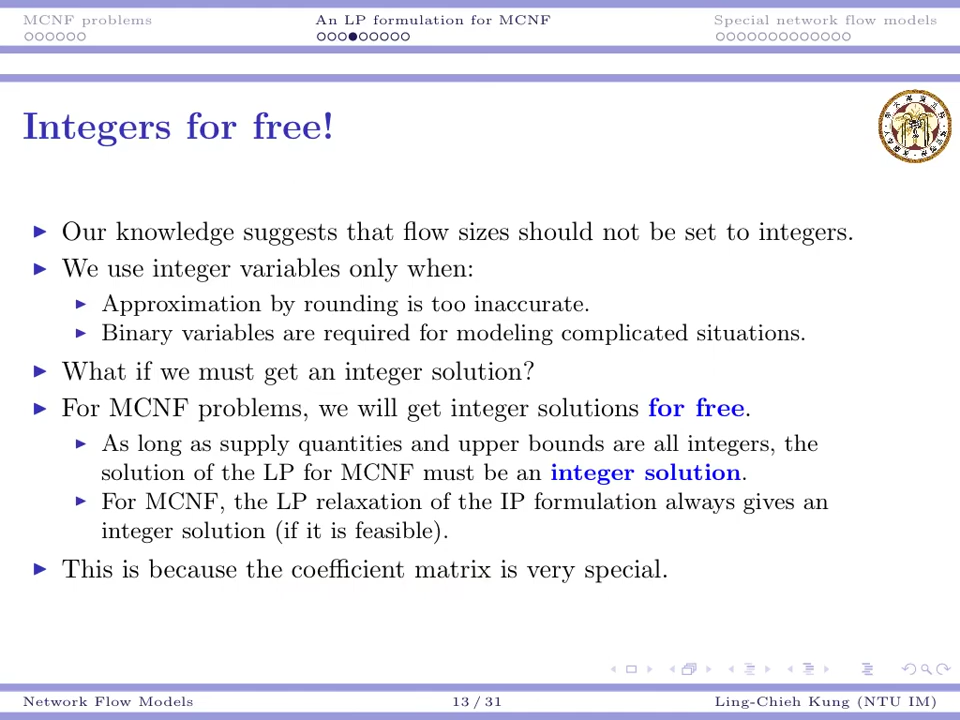 MCNF problems
An LP formulation for MCNF
Special network flow models
Integers for free!
Our knowledge suggests that flow sizes should not be set to integers.
We use integer variables only when:
Approximation by rounding is too inaccurate.
Binary variables are required for modeling complicated situations.
What if we must get an integer solution?
For MCNF problems, we will get integer solutions for free.
As long as supply quantities and upper bounds are all integers, the
solution of the LP for MCNF must be an integer solution.
For MCNF, the LP relaxation of the IP formulation always gives an
integer solution (if it is feasible).
This is because the coefficient matrix is very special.
Network Flow Models
13 / 31
Ling-Chieh Kung (NTU IM)